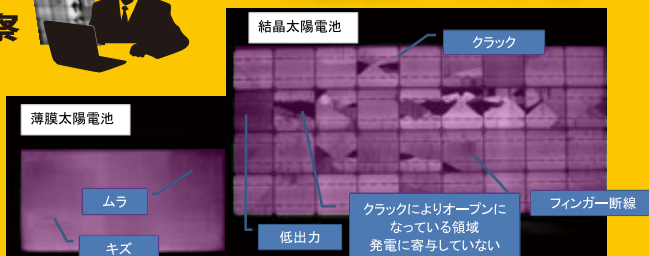 察
結晶太陽電池
クラック
薄膜太陽電池
ムラ
キズ
低出力
クラックによりオープンに
なっている領域
発電に寄与していない
フィンガー断線